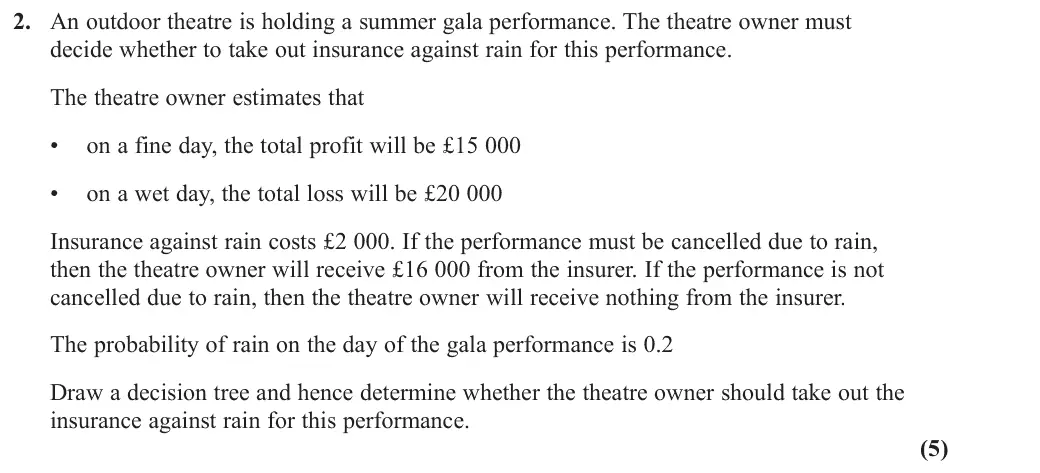 2. An outdoor theatre is holding a summer gala performance. The theatre owner must
decide whether to take out insurance against rain for this performance.
The theatre owner estimates that
• on a fine day, the total profit will be £15 000
• on a wet day, the total loss will be £20 000
Insurance against rain costs £2 000. If the performance must be cancelled due to rain,
then the theatre owner will receive £16 000 from the insurer. If the performance is not
cancelled due to rain, then the theatre owner will receive nothing from the insurer.
The probability of rain on the day of the gala performance is 0.2
Draw a decision tree and hence determine whether the theatre owner should take out the
insurance against rain for this performance.
(5)